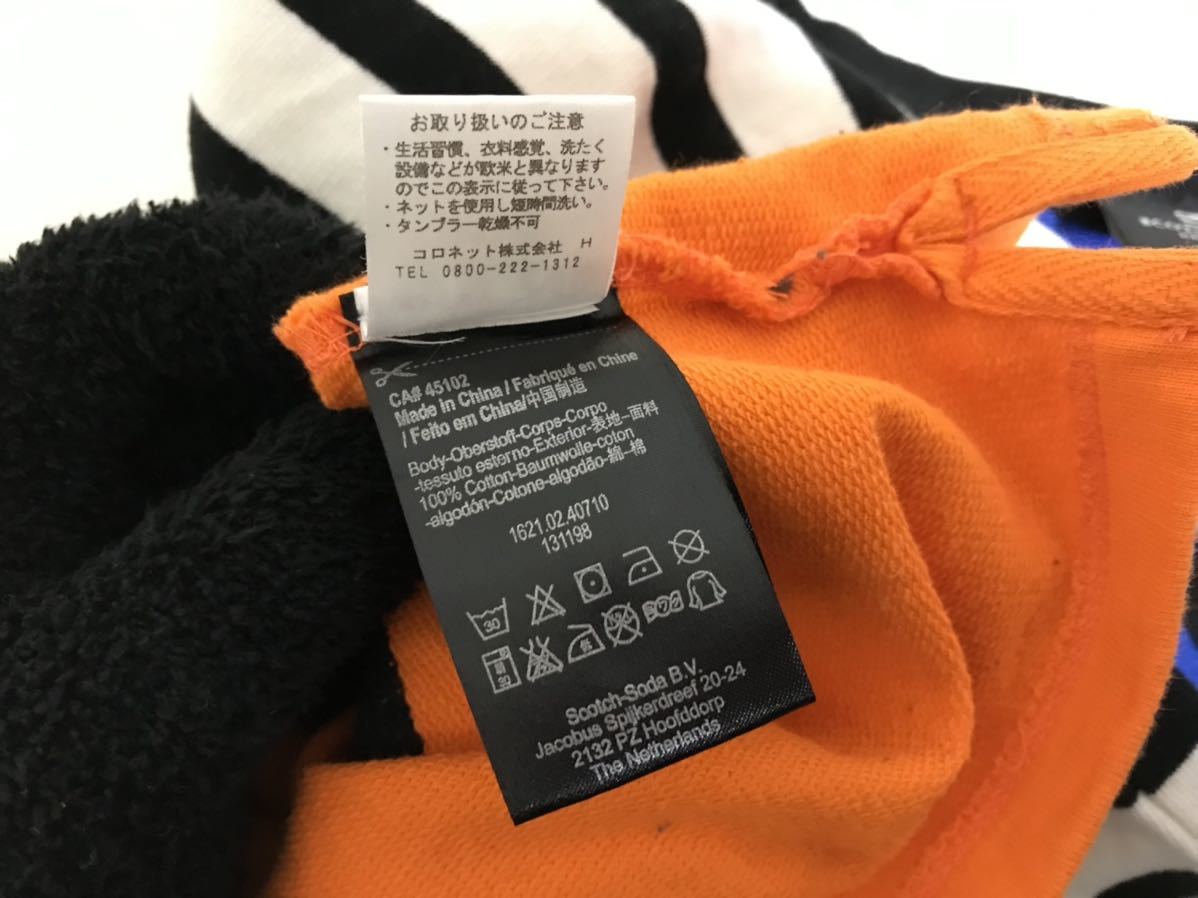 お取り扱いのご注意
・生活習慣、衣料感覚、洗たく
設備などが欧米と異なります
のでこの表示に従って下さい。
・ネットを使用し短時間洗い。
・タンブラー乾燥不可
コロネット株式会社 H
TEL 0800-222-1312
CA# 45102
Made in China / Fabriqué en Chine
/ Feito em China/中国制造
Body-Oberstoff-Corps-Corpo
-tessuto esterno-Exterior-表地-面料
100% Cotton-Baumwolle-coton
-algodón-Cotone-algodão-綿-棉
1621.02.40710
131198
30
30 低
Scotch-Soda B.V.
Jacobus Spijkerdreef 20-24
2132 PZ Hoofddorp
The Netherlands